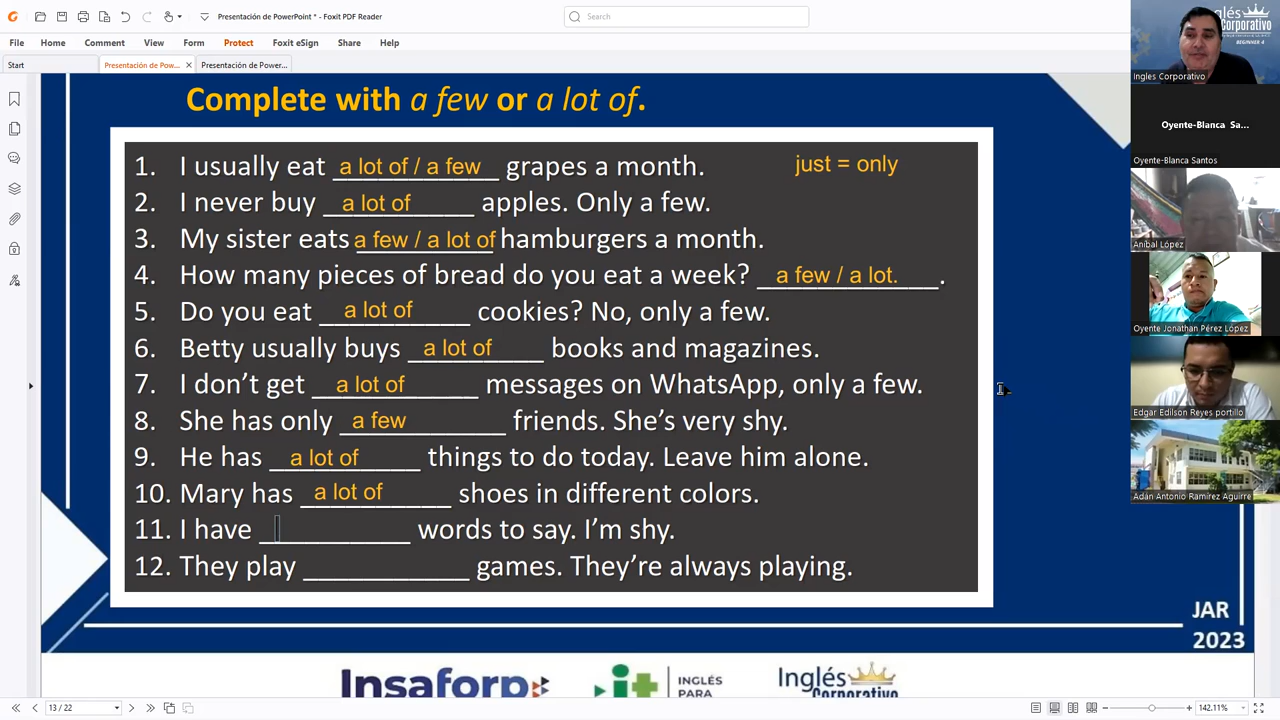 Presentación de PowerPoint * - Foxit PDF Reader
Search
File Home Comment View Form Protect Foxit eSign Share Help
Start Presentación de Pow... Presentación de Power...
Complete with a few or a lot of.
1. I usually eat a lot of / a few grapes a month. just = only
2. I never buy a lot of apples. Only a few.
3. My sister eats a few / a lot of hamburgers a month.
4. How many pieces of bread do you eat a week? a few / a lot.
5. Do you eat a lot of cookies? No, only a few.
6. Betty usually buys a lot of books and magazines.
7. I don't get a lot of messages on WhatsApp, only a few.
8. She has only a few friends. She's very shy.
9. He has a lot of things to do today. Leave him alone.
10. Mary has a lot of shoes in different colors.
11. I have ____________ words to say. I'm shy.
12. They play _____________ games. They're always playing.
JAR
2023
Insaforp
it
INGLÉS
PARA
Inglés
Corporativo
13 / 22
142.11%
Inglés
Corporativo
BEGINNER 4
Ingles Corporativo
Oyente-Blanca Sa...
Oyente-Blanca Santos
Anibal López
Oyente Jonathan Pérez López
Edgar Edilson Reyes portillo
Adán Antonio Ramírez Aguirre